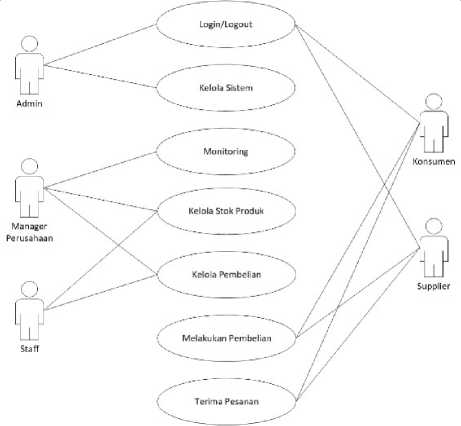 Login/Logout
Admin
Kelola Sistem
Konsumen
Monitoring
Manager
Perusahaan
Kelola Stok Produk
Kelola Pembelian
Supplier
Staff
Melakukan Pembelian
Terima Pesanan